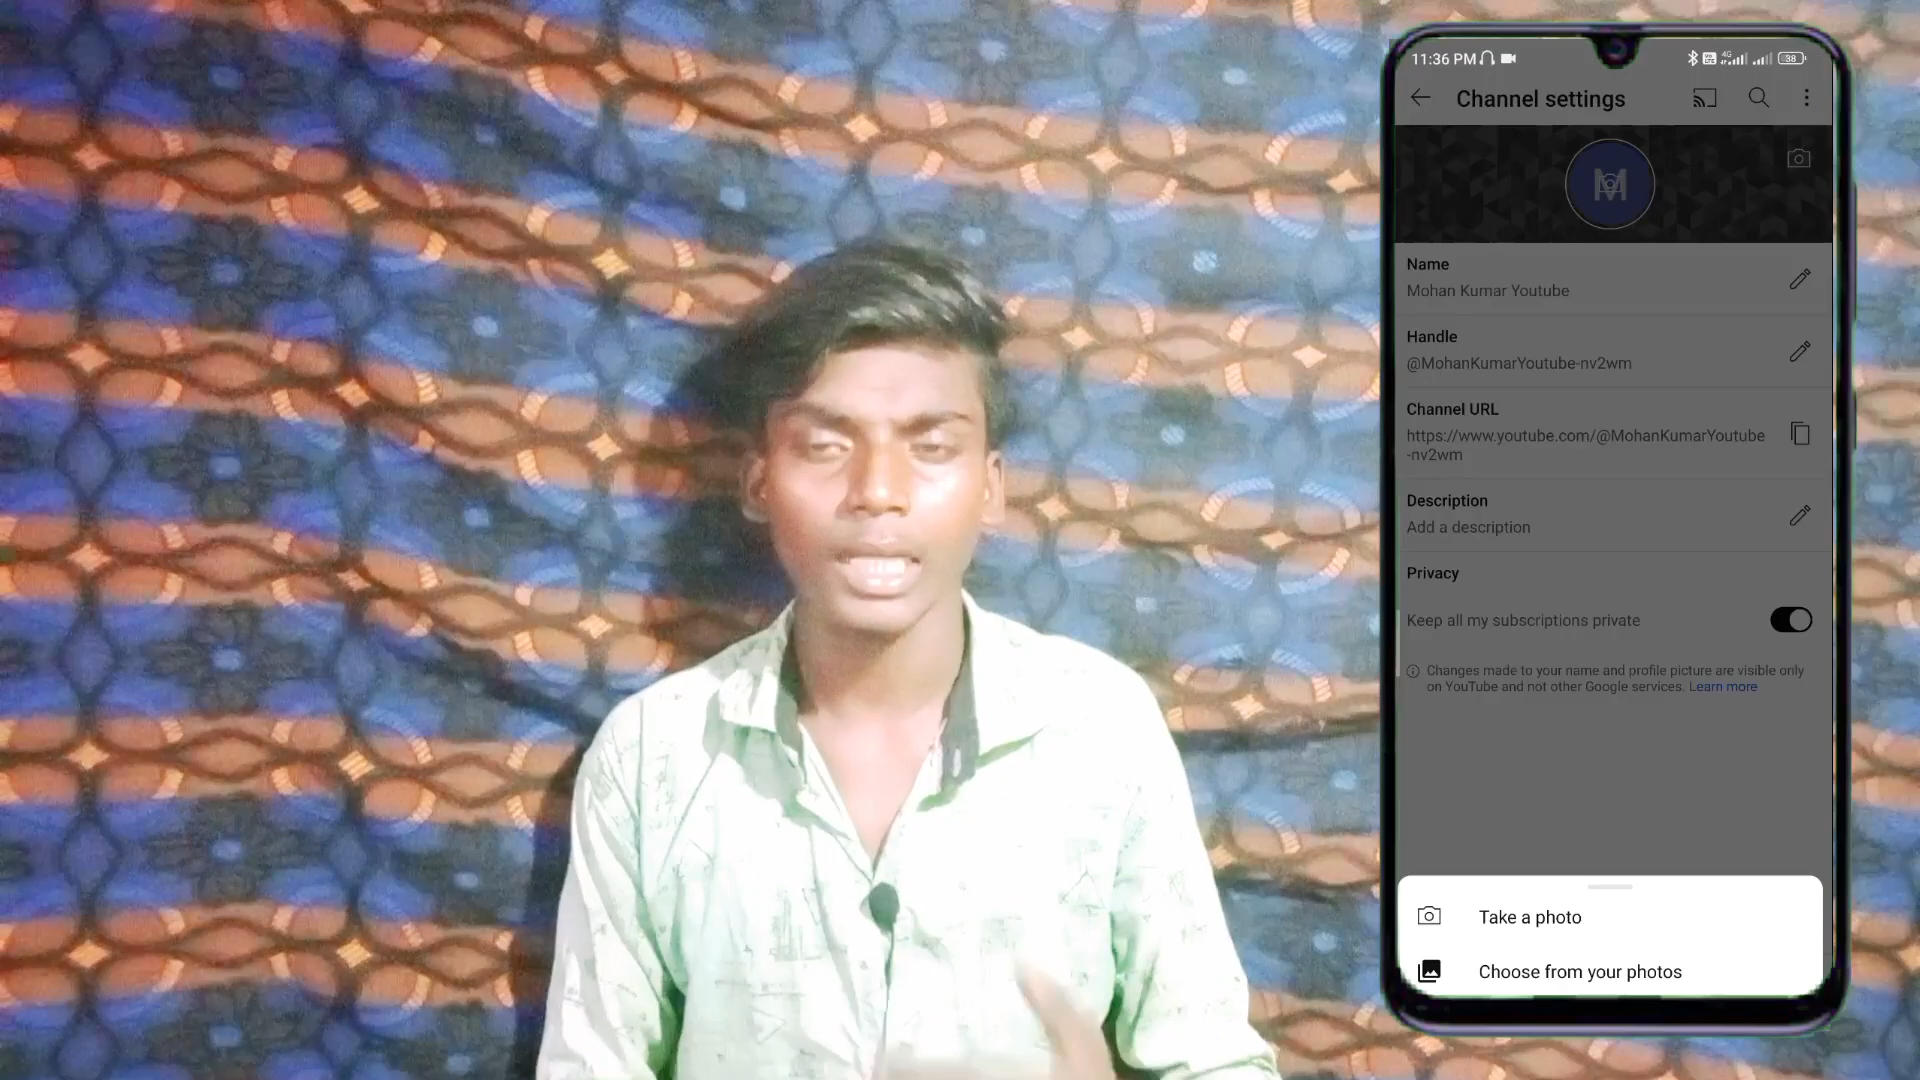 11:36 PM
4G
38
Channel settings
M
Name
Mohan Kumar Youtube
Handle
@MohanKumarYoutube-nv2wm
Channel URL
https://www.youtube.com/@MohanKumarYoutube
-nv2wm
Description
Add a description
Privacy
Keep all my subscriptions private
Changes made to your name and profile picture are visible only
on YouTube and not other Google services. Learn more
Take a photo
Choose from your photos